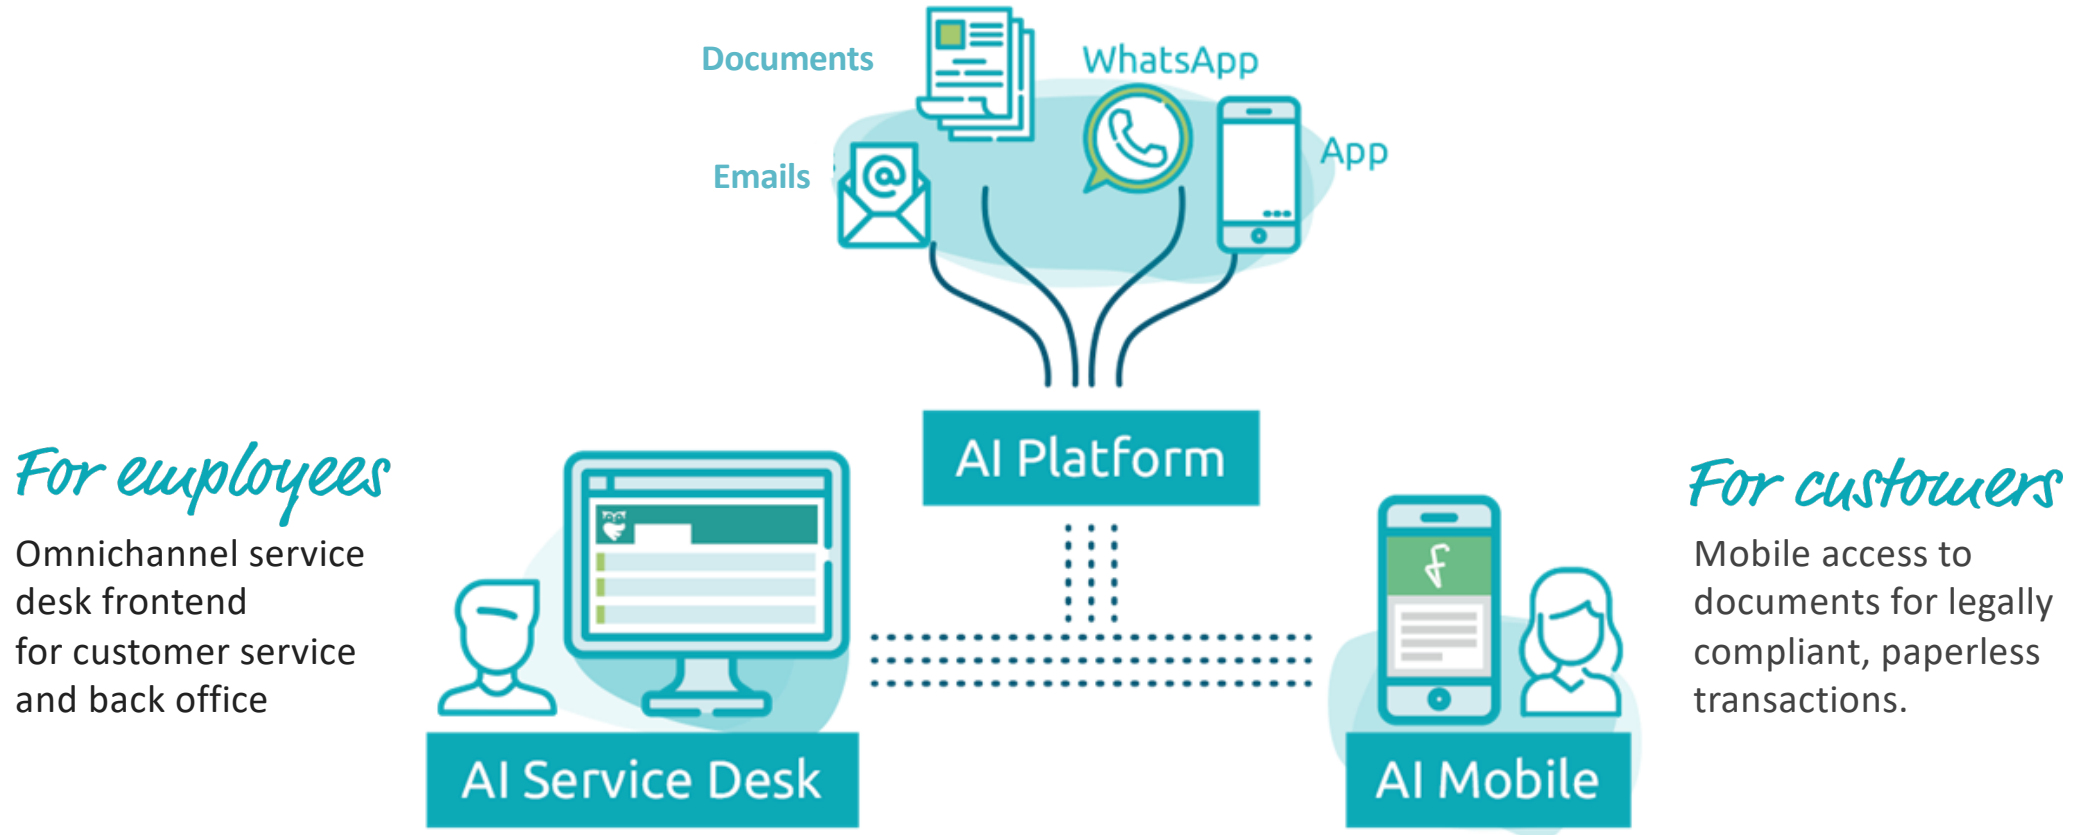 Documents
WhatsApp
Emails
App
AI Platform
For employees
Omnichannel service
desk frontend
for customer service
and back office
For customers
Mobile access to
documents for legally
compliant, paperless
transactions.
AI Service Desk
AI Mobile